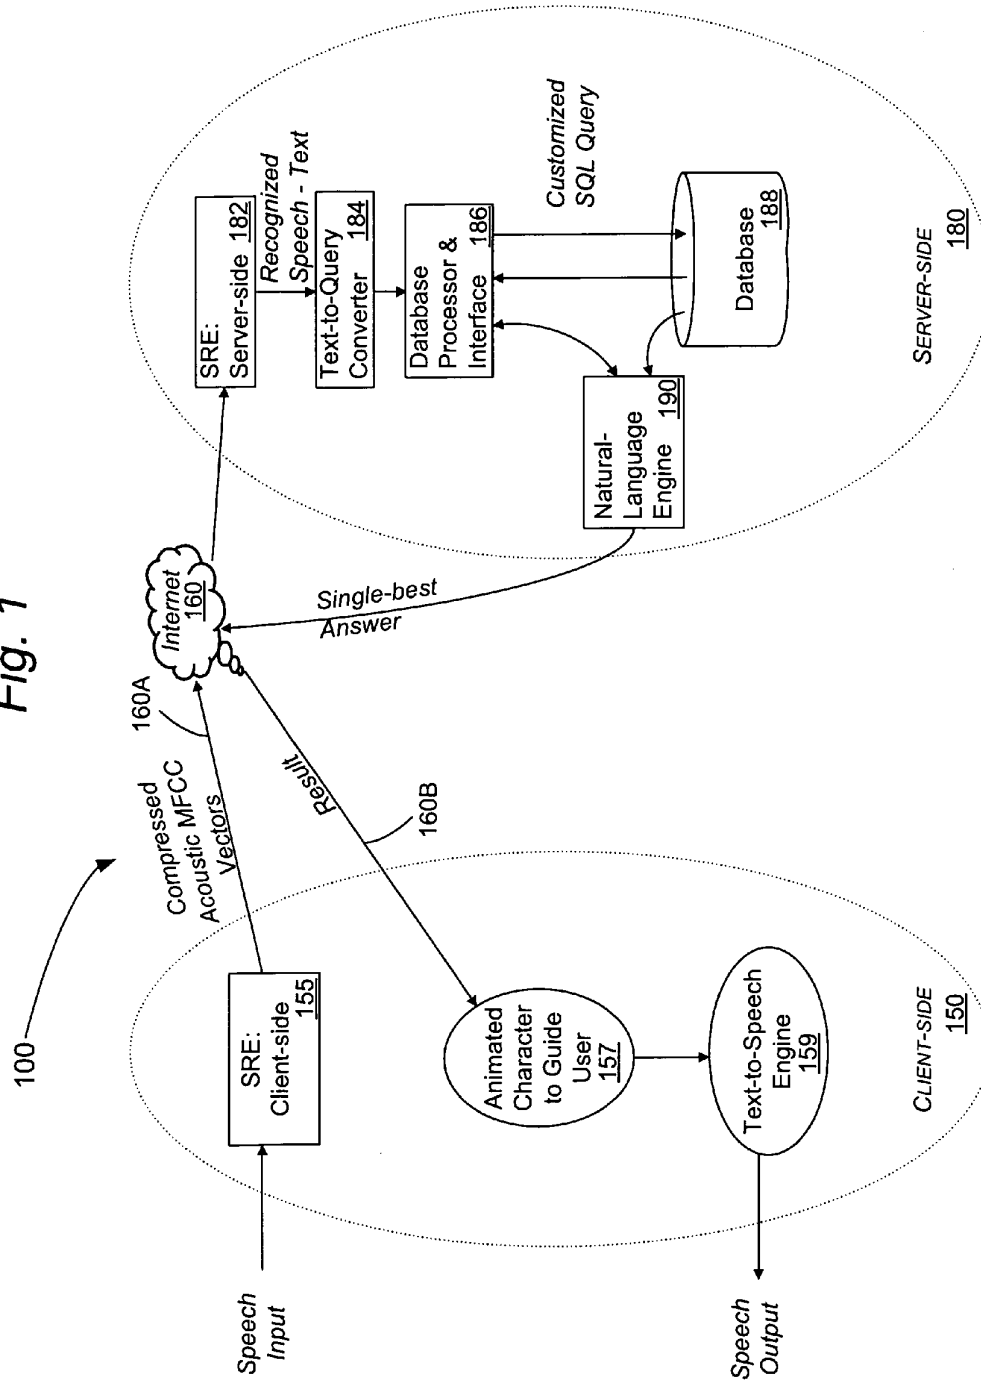 Fig. 1
100
Speech
Input
SRE:
Client-side
155
Compressed
Acoustic MFCC
Vectors
160A
Internet
160
SRE:
Server-side 182
Recognized
Speech - Text
Text-to-Query
Converter 184
Database
Processor &
Interface 186
Customized
SQL Query
Database
188
Natural-
Language
Engine 190
Single-best
Answer
Result
160B
Animated
Character
to Guide
User
157
Text-to-Speech
Engine
159
Speech
Output
CLIENT-SIDE
150
SERVER-SIDE
180